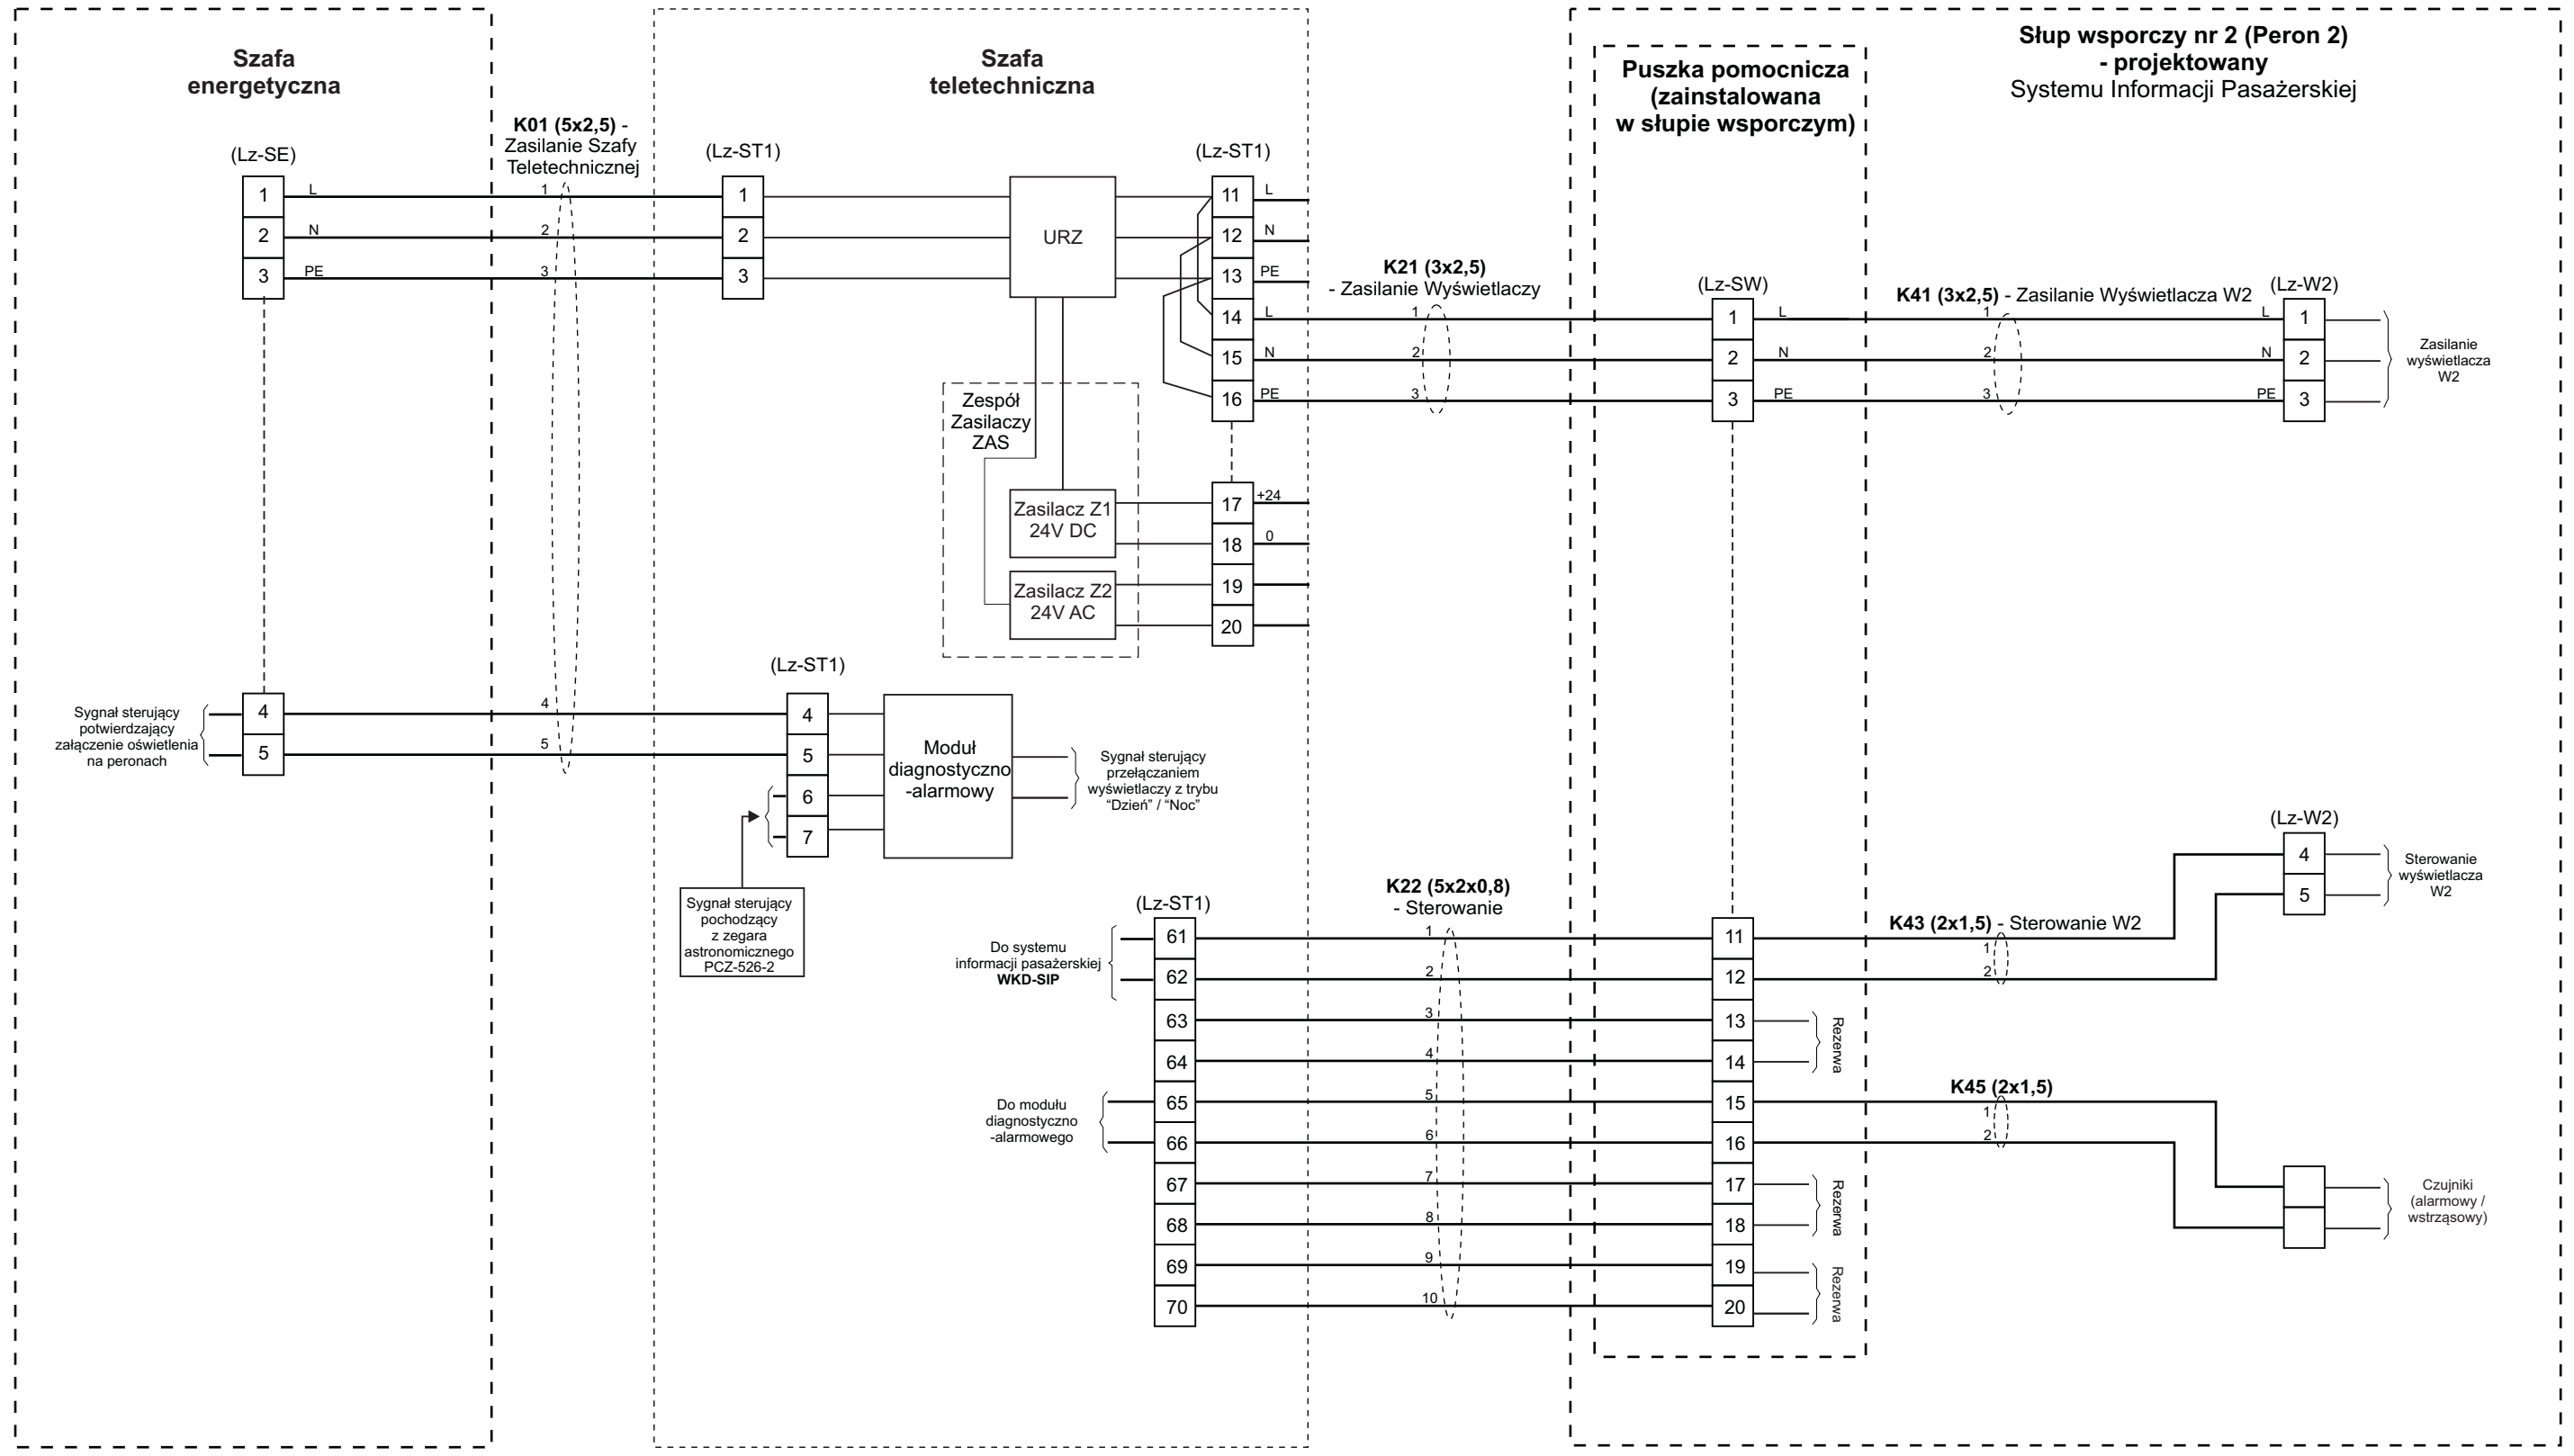 Szafa
energetyczna
(Lz-SE)
1
2
3
L
N
PE
4
5
Sygnał sterujący
potwierdzający
załączenie oświetlenia
na peronach
K01 (5x2,5) -
Zasilanie Szafy
Teletechnicznej
1
2
3
4
5
Szafa
teletechniczna
(Lz-ST1)
1
2
3
URZ
(Lz-ST1)
11
12
13
14
15
16
L
N
PE
L
N
PE
Zespół
Zasilaczy
ZAS
Zasilacz Z1
24V DC
Zasilacz Z2
24V AC
17
18
19
20
+24
0
(Lz-ST1)
4
5
6
7
Moduł
diagnostyczno
-alarmowy
Sygnał sterujący
przełączaniem
wyświetlaczy z trybu
“Dzień” / “Noc”
Sygnał sterujący
pochodzący
z zegara
astronomicznego
PCZ-526-2
(Lz-ST1)
61
62
63
64
65
66
67
68
69
70
Do systemu
informacji pasażerskiej
WKD-SIP
Do modułu
diagnostyczno
-alarmowego
K21 (3x2,5)
- Zasilanie Wyświetlaczy
1
2
3
K22 (5x2x0,8)
- Sterowanie
1
2
3
4
5
6
7
8
9
10
Słup wsporczy nr 2 (Peron 2)
- projektowany
Systemu Informacji Pasażerskiej
Puszka pomocnicza
(zainstalowana
w słupie wsporczym)
(Lz-SW)
1
2
3
L
N
PE
11
12
13
14
15
16
17
18
19
20
Rezerwa
Rezerwa
Rezerwa
K41 (3x2,5) - Zasilanie Wyświetlacza W2
1
2
3
L
N
PE
(Lz-W2)
1
2
3
Zasilanie
wyświetlacza
W2
K43 (2x1,5) - Sterowanie W2
1
2
(Lz-W2)
4
5
Sterowanie
wyświetlacza
W2
K45 (2x1,5)
1
2
Czujniki
(alarmowy /
wstrząsowy)